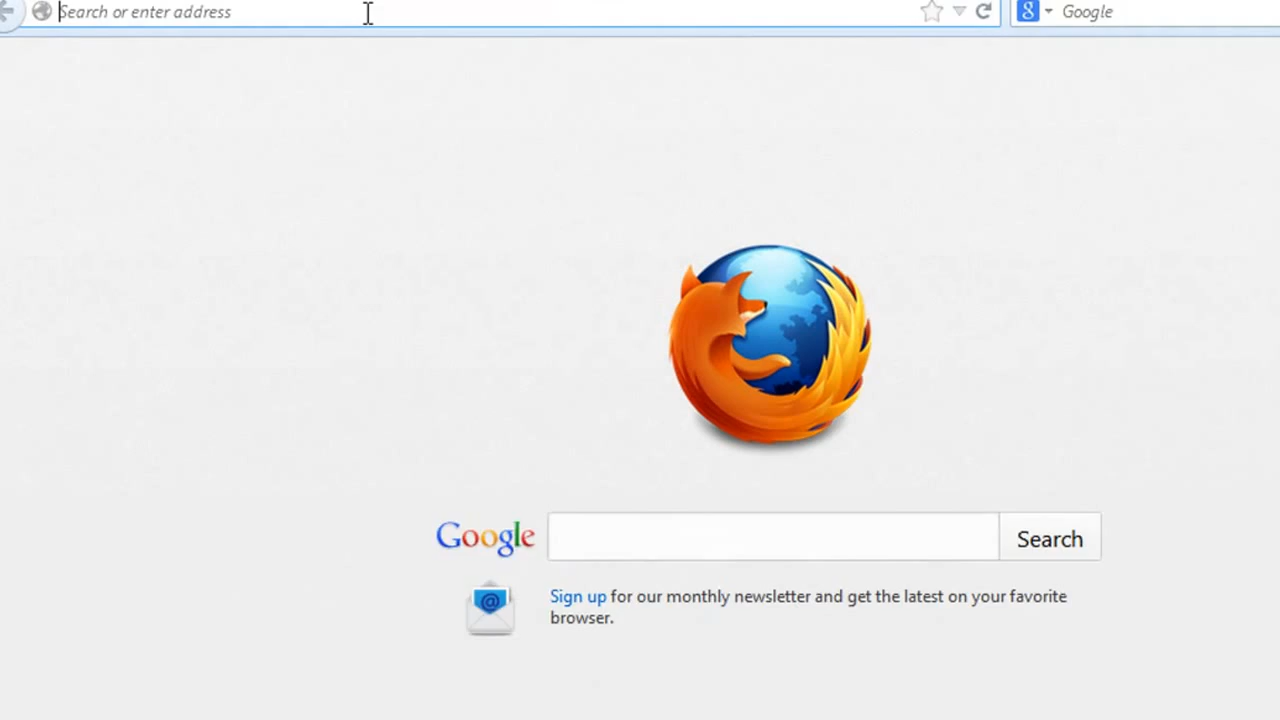 Search or enter address
8 Google
Google
Search
@
Sign up for our monthly newsletter and get the latest on your favorite
browser.